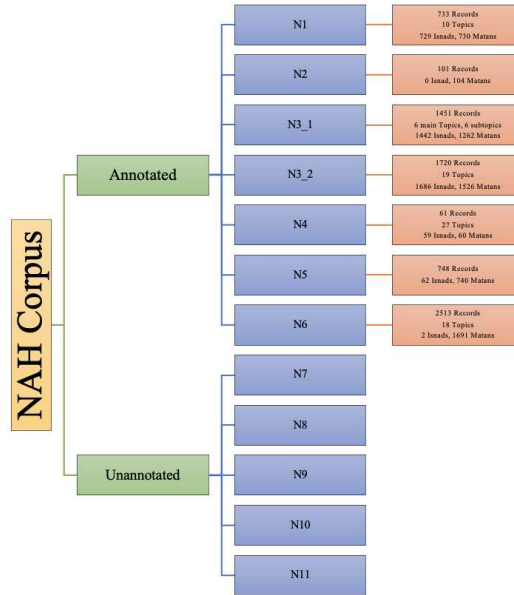 NAH Corpus
Annotated
N1
733 Records
10 Topics
729 Isnads, 730 Matans
N2
101 Records
0 Isnad, 104 Matans
N3_1
1451 Records
6 main Topics, 6 subtopics
1442 Isnads, 1262 Matans
N3_2
1720 Records
19 Topics
1686 Isnads, 1526 Matans
N4
61 Records
27 Topics
59 Isnads, 60 Matans
N5
748 Records
62 Isnads, 740 Matans
N6
2513 Records
18 Topics
2 Isnads, 1691 Matans
Unannotated
N7
N8
N9
N10
N11